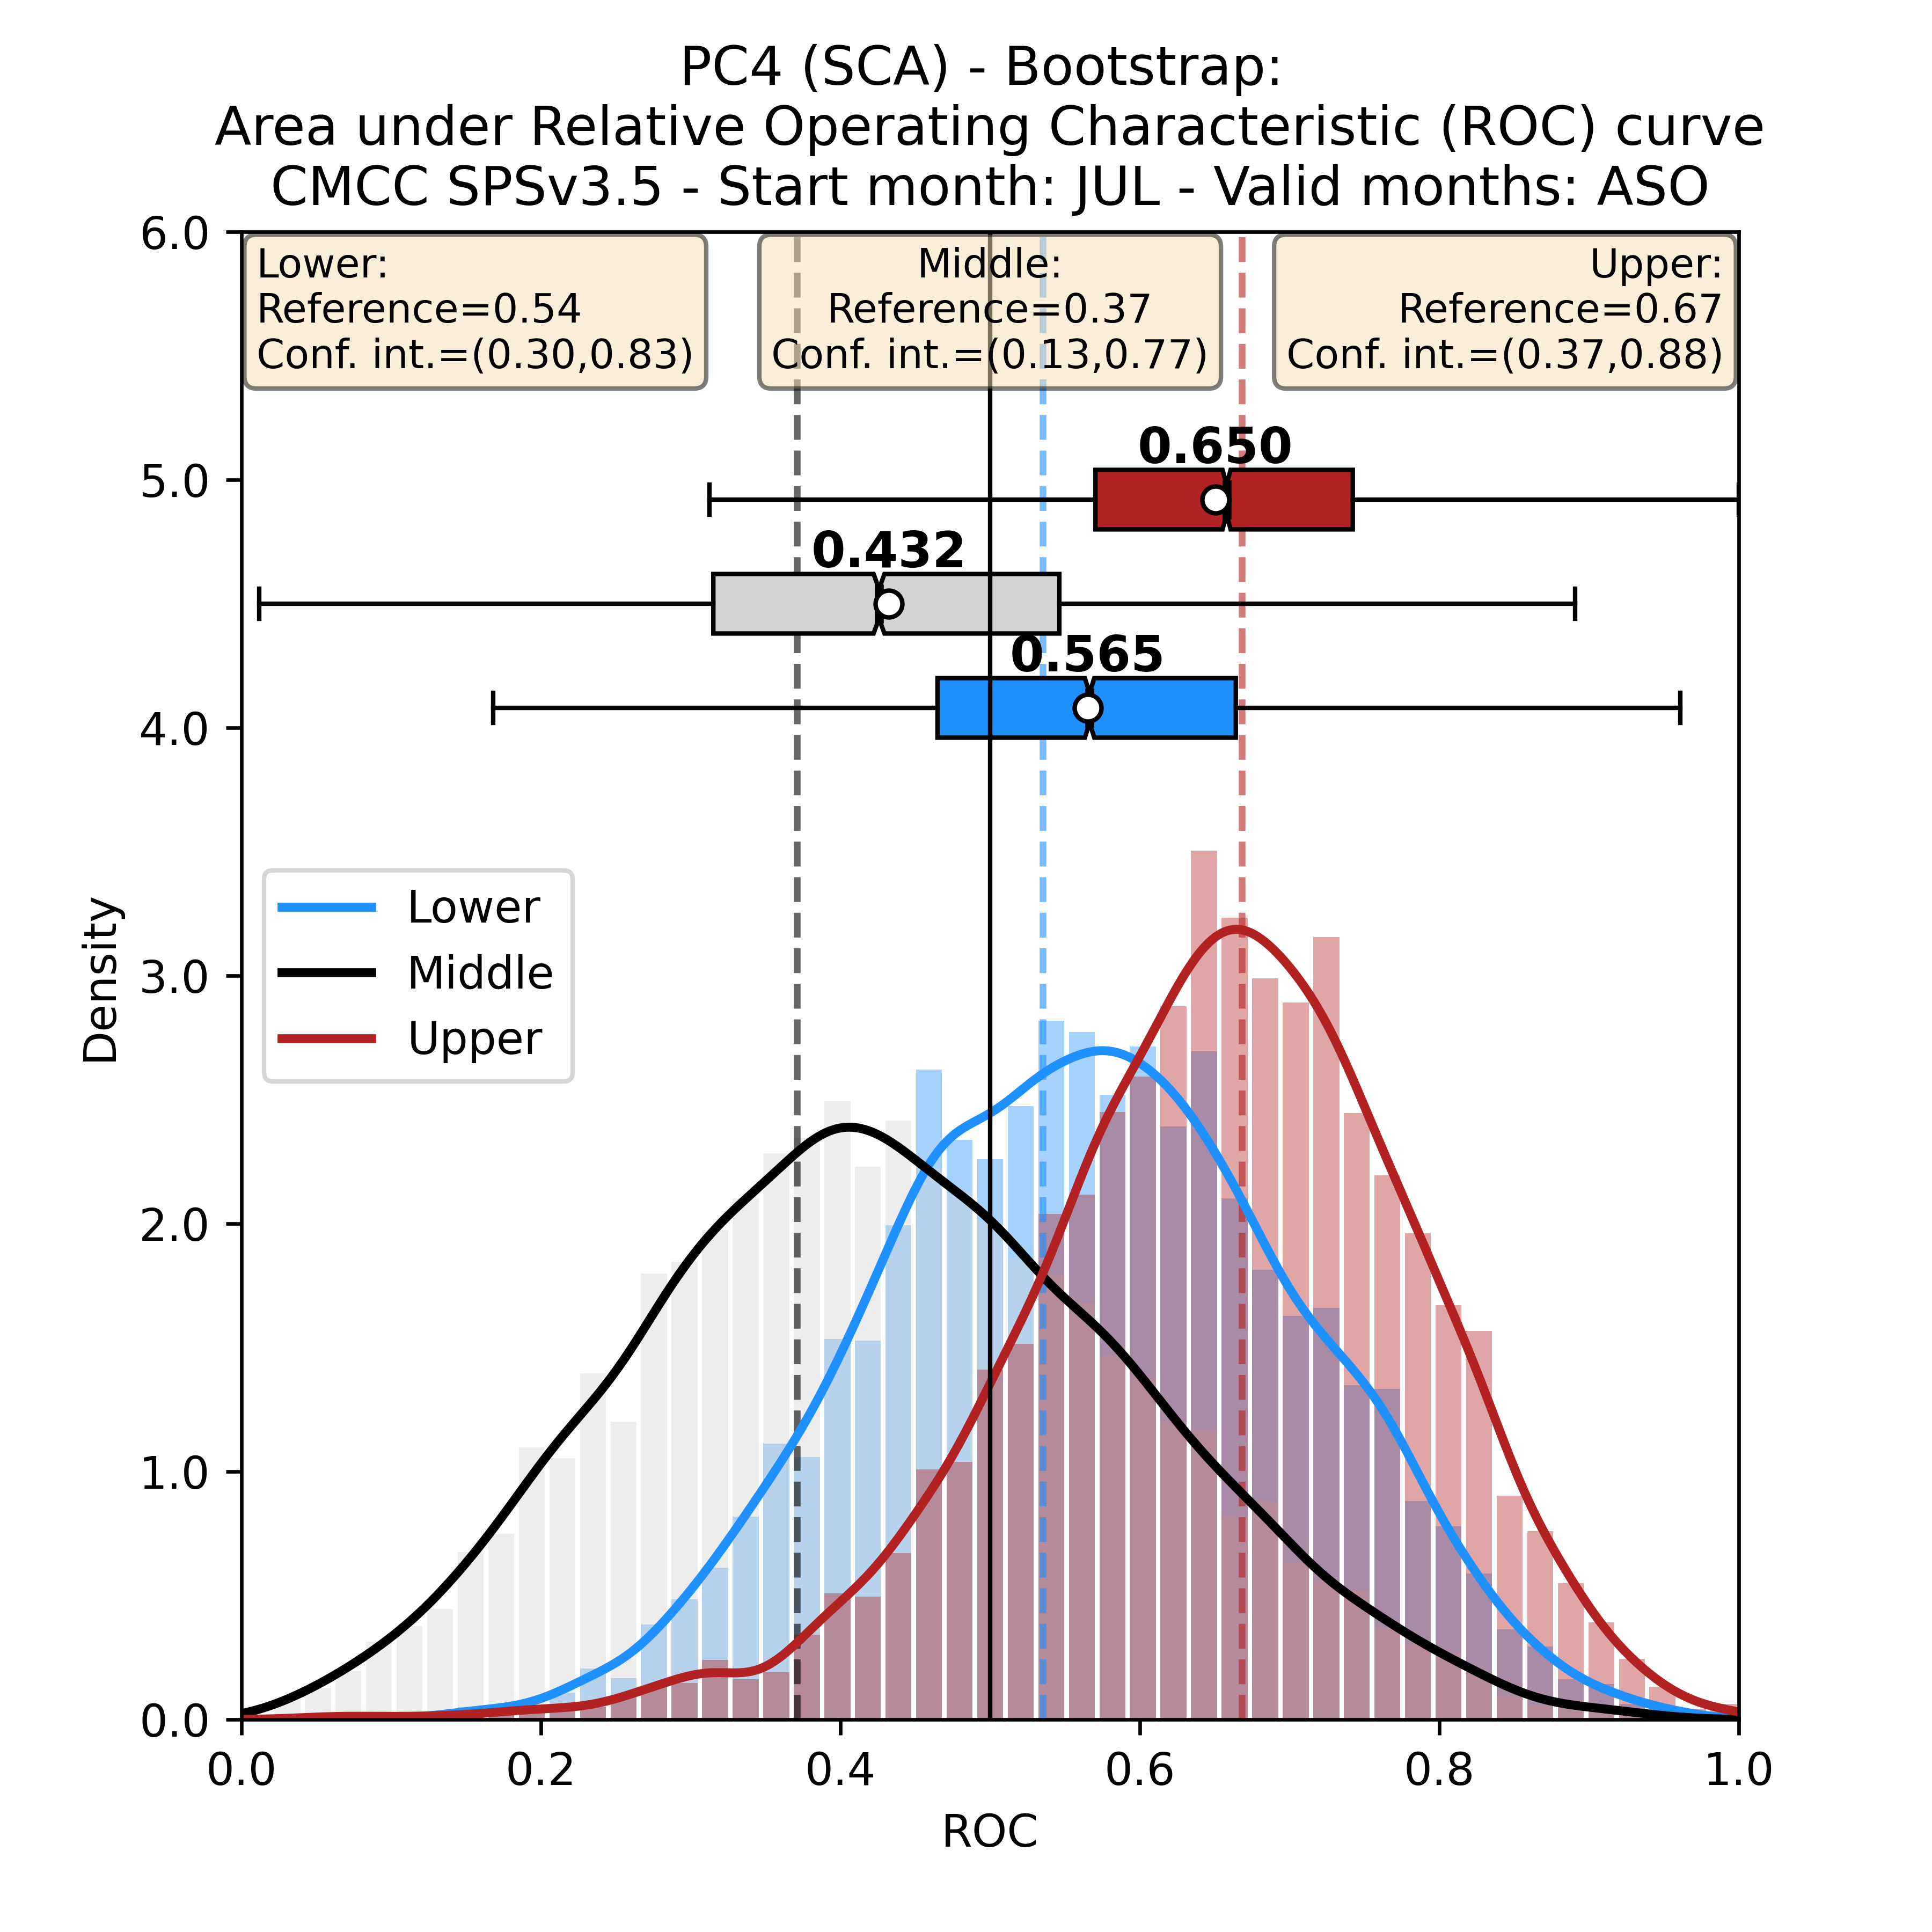 PC4 (SCA) - Bootstrap:
Area under Relative Operating Characteristic (ROC) curve
CMCC SPSv3.5 - Start month: JUL - Valid months: ASO
Lower:
Reference=0.54
Conf. int.=(0.30,0.83)
Middle:
Reference=0.37
Conf. int.=(0.13,0.77)
Upper:
Reference=0.67
Conf. int.=(0.37,0.88)
0.650
0.432
0.565
Lower
Middle
Upper
Density
6.0
5.0
4.0
3.0
2.0
1.0
0.0
0.0 0.2 0.4 0.6 0.8 1.0
ROC